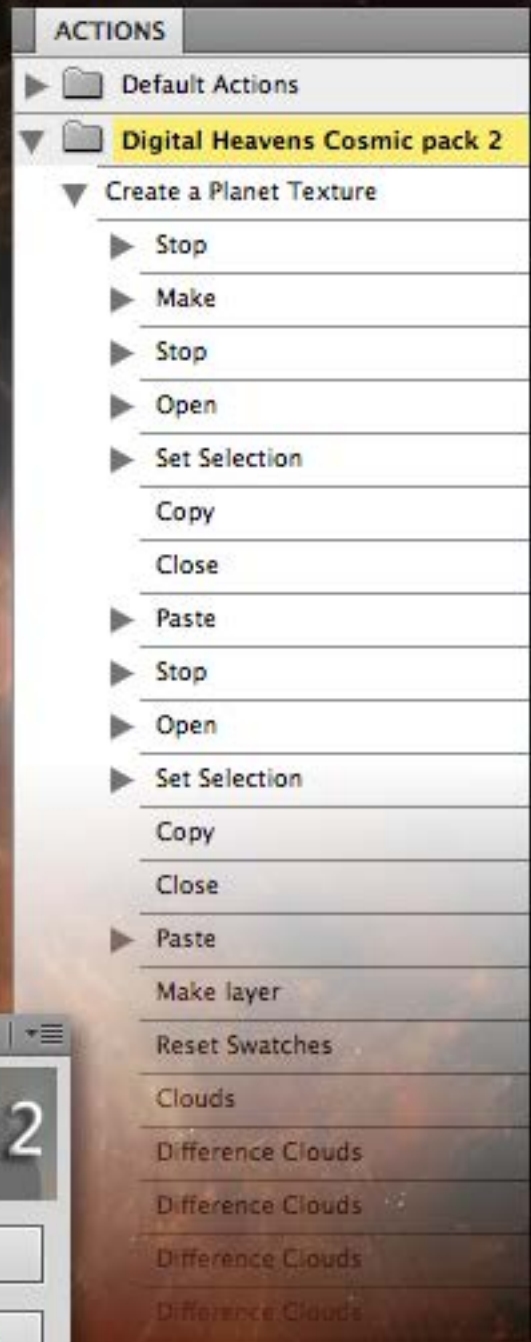 ACTIONS
Default Actions
Digital Heavens Cosmic pack 2
Create a Planet Texture
Stop
Make
Stop
Open
Set Selection
Copy
Close
Paste
Stop
Open
Set Selection
Copy
Close
Paste
Make layer
Reset Swatches
Clouds
2
Difference Clouds
Difference Clouds
Difference Clouds
Difference Clouds